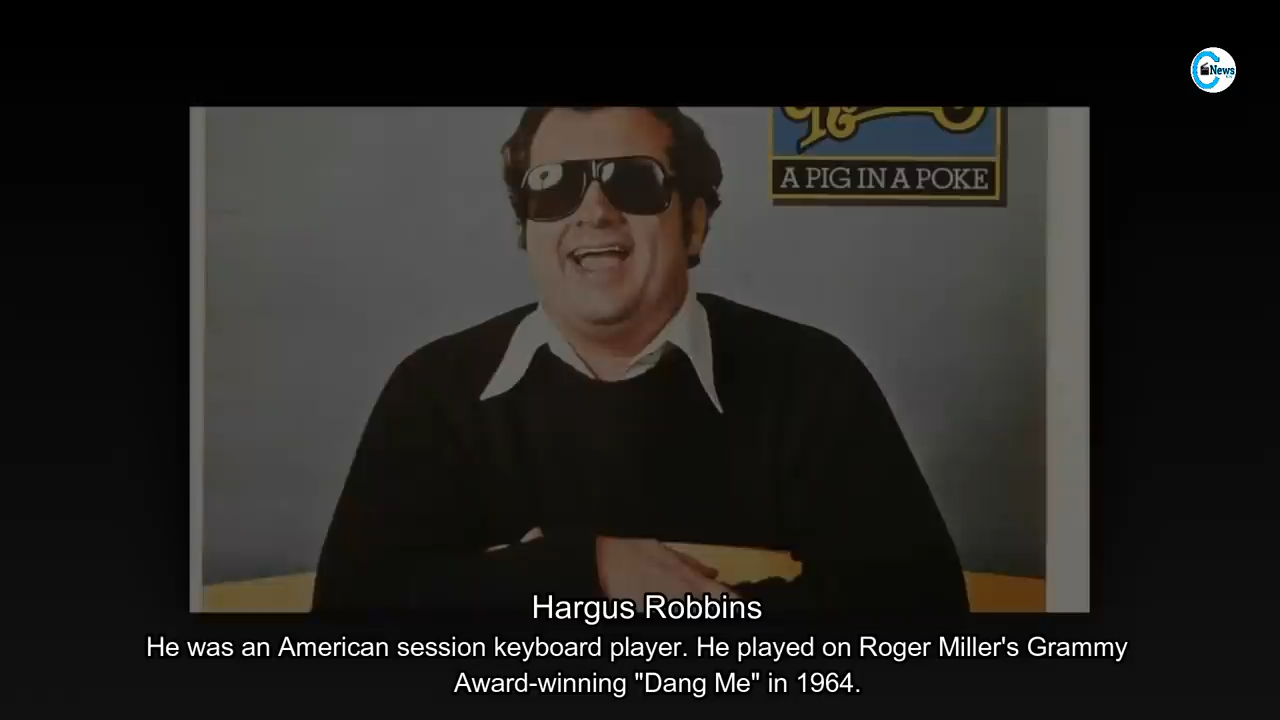 News
A PIG IN A POKE
Hargus Robbins
He was an American session keyboard player. He played on Roger Miller's Grammy
Award-winning "Dang Me" in 1964.